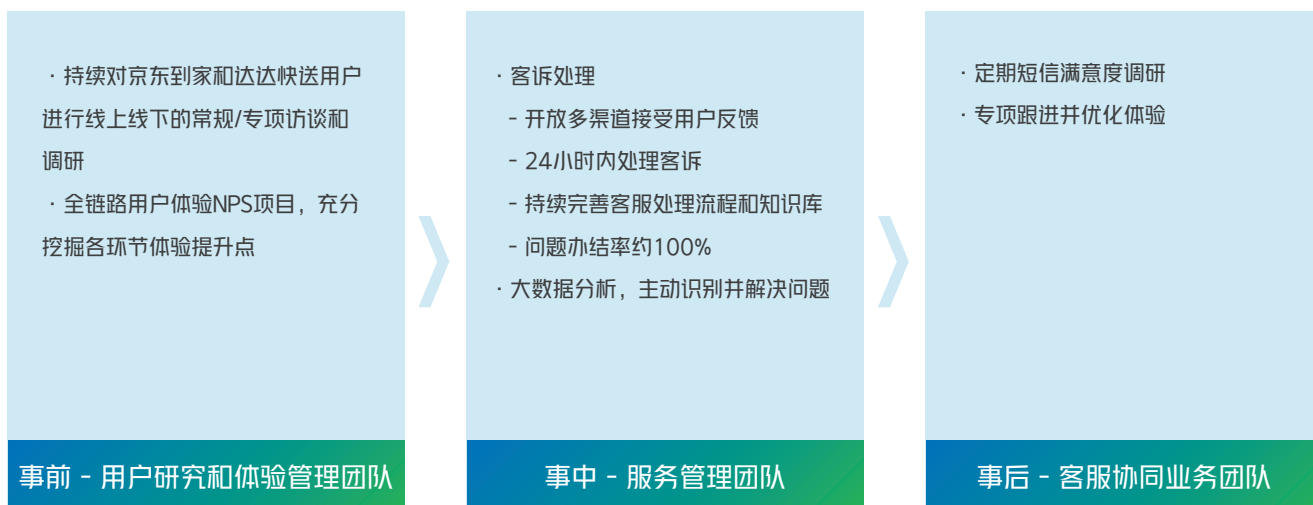 · 持续对京东到家和达达快送用户
进行线上线下的常规/专项访谈和
调研
· 全链路用户体验NPS项目，充分
挖掘各环节体验提升点
事前 - 用户研究和体验管理团队
· 客诉处理
- 开放多渠道接受用户反馈
- 24小时内处理客诉
- 持续完善客服处理流程和知识库
- 问题办结率约100%
· 大数据分析，主动识别并解决问题
事中 - 服务管理团队
· 定期短信满意度调研
· 专项跟进并优化体验
事后 - 客服协同业务团队